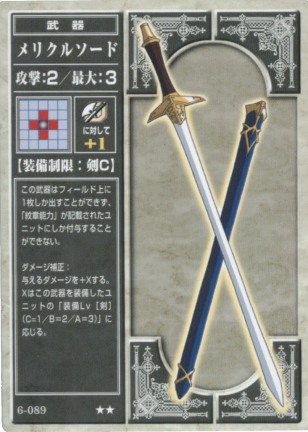 武器
メリクルソード
攻撃:2／最大:3
に対して
+1
【装備制限：剣C】
この武器はフィールド上に
1枚しか出すことができず、
「紋章能力」が記載されたユ
ニットにしか付与することが
できない。
ダメージ補正：
与えるダメージを+Xする。
Xはこの武器を装備したユ
ニットの「装備Lv［剣］
(C=1／B=2／A=3)」に
応じる。
6-089
★★